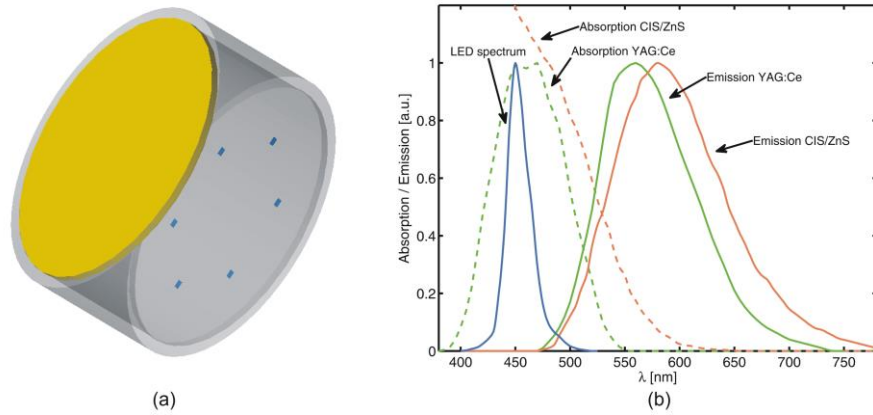 Absorption CIS/ZnS
LED spectrum
Absorption YAG:Ce
Emission YAG:Ce
Emission CIS/ZnS
Absorption / Emission [a.u.]
1
0.8
0.6
0.4
0.2
0
400 450 500 550 600 650 700 750
λ [nm]
(a)
(b)